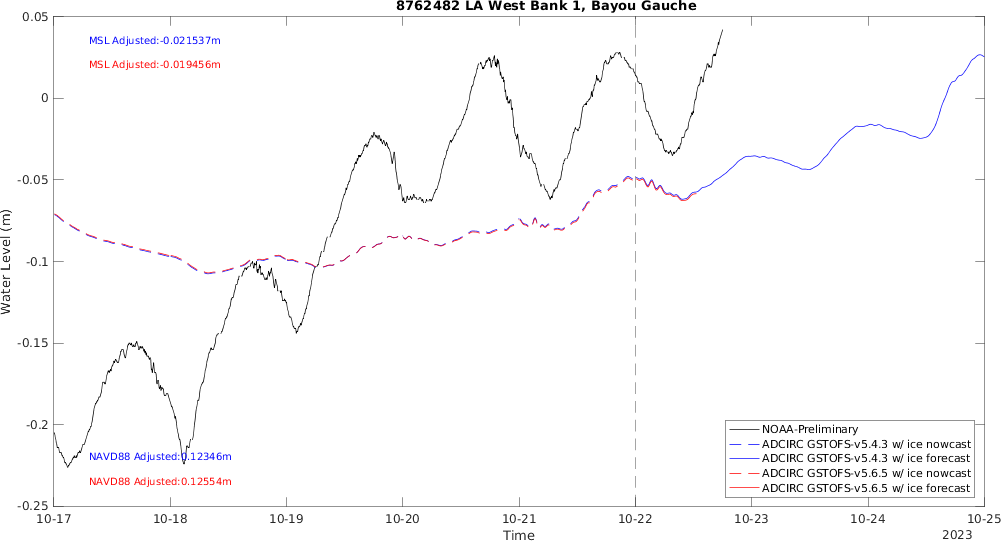 8762482 LA West Bank 1, Bayou Gauche
MSL Adjusted:-0.021537m
MSL Adjusted:-0.019456m
0.05
0
-0.05
-0.1
-0.15
-0.2
-0.25
Water Level (m)
NAVD88 Adjusted:0.12346m
NAVD88 Adjusted:0.12554m
NOAA-Preliminary
ADCIRC GSTOFS-v5.4.3 w/ ice nowcast
ADCIRC GSTOFS-v5.4.3 w/ ice forecast
ADCIRC GSTOFS-v5.6.5 w/ ice nowcast
ADCIRC GSTOFS-v5.6.5 w/ ice forecast
10-17 10-18 10-19 10-20 10-21 10-22 10-23 10-24 10-25
Time
2023